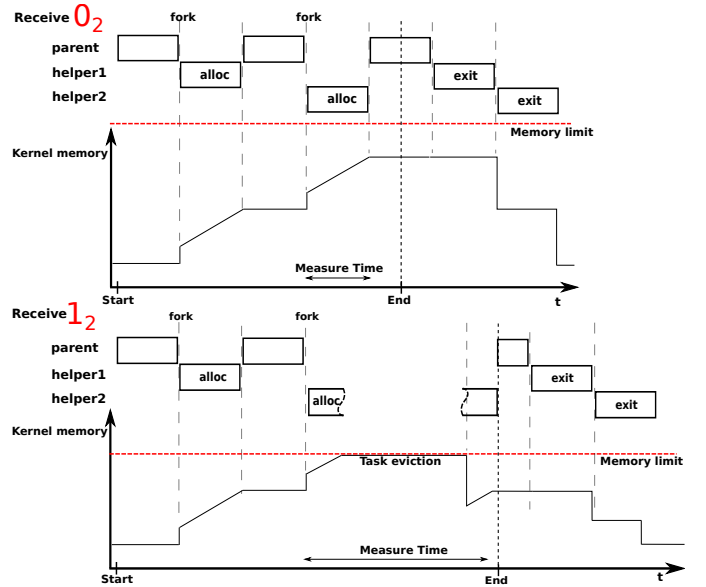 Receive 0₂
fork fork
parent
helper1 alloc exit
helper2 alloc exit
Memory limit
Kernel memory
Measure Time
Start End t
Receive 1₂
fork fork
parent
helper1 alloc exit
helper2 alloc exit
Kernel memory
Task eviction Memory limit
Measure Time
Start End t